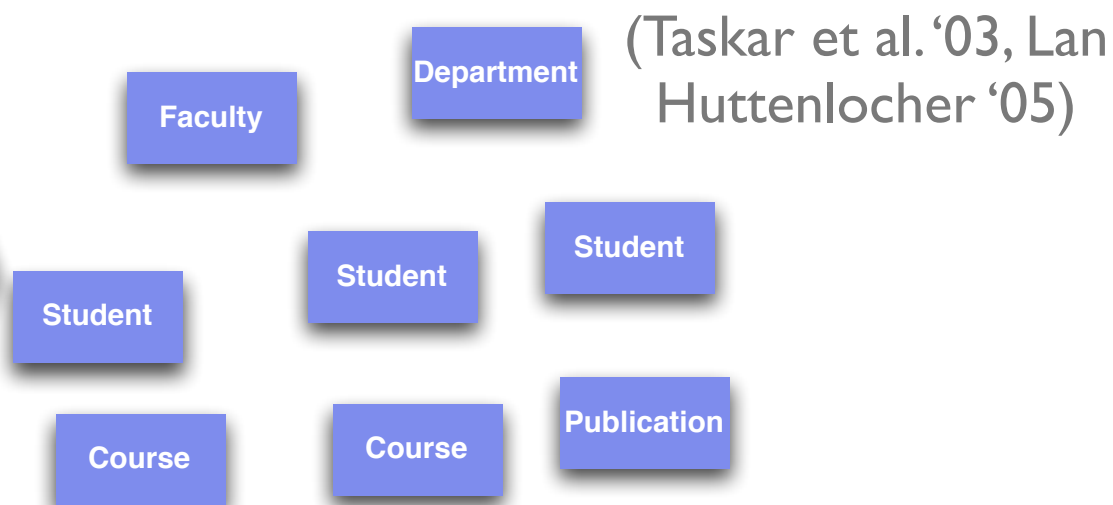 (Taskar et al. ‘03, Lan
Huttenlocher ‘05)
Department
Faculty
Student
Student
Student
Publication
Course
Course